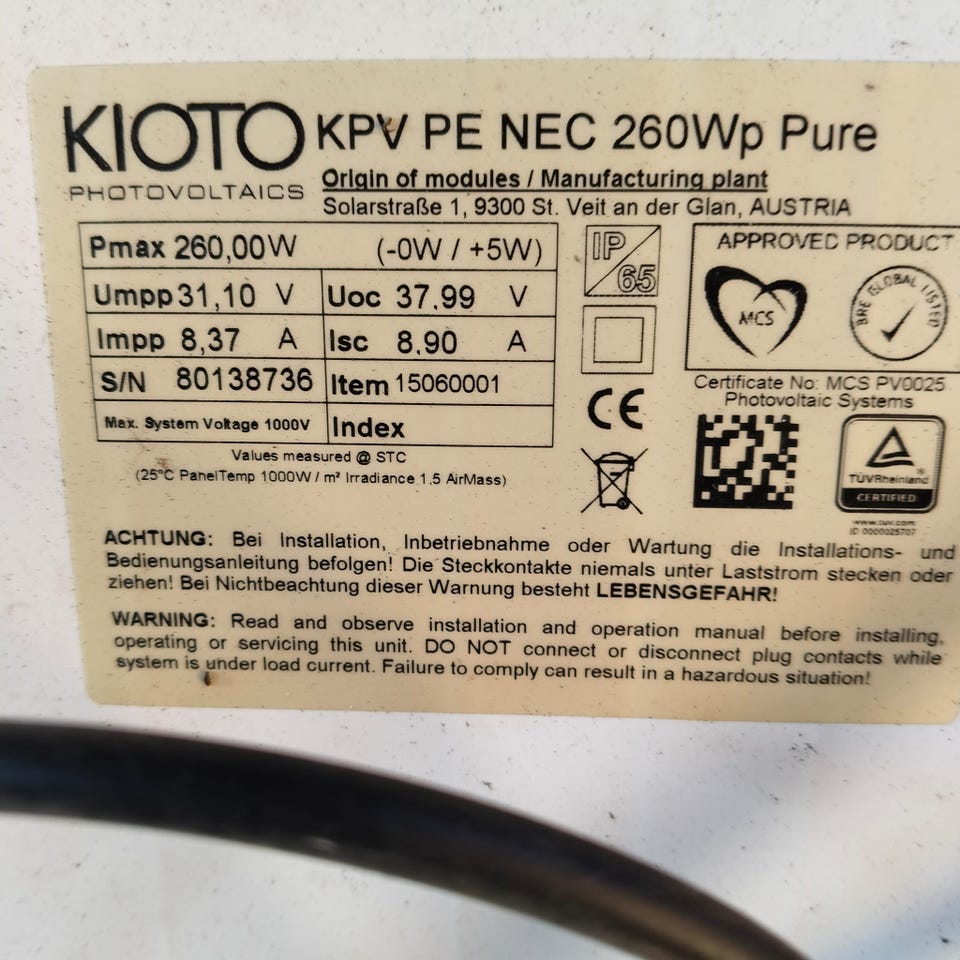 KIOTO
PHOTOVOLTAICS
KPV PE NEC 260Wp Pure
Origin of modules / Manufacturing plant
Solarstraße 1, 9300 St. Veit an der Glan, AUSTRIA
Pmax 260,00W (-0W / +5W)
Umpp 31,10 V Uoc 37,99 V
Impp 8,37 A Isc 8,90 A
S/N 80138736 Item 15060001
Max. System Voltage 1000V Index
Values measured @ STC
(25°C PanelTemp 1000W / m² Irradiance 1,5 AirMass)
IP
65
CE
APPROVED PRODUCT
MCS
BRE GLOBAL LISTED
Certificate No: MCS PV0025
Photovoltaic Systems
TÜVRheinland®
CERTIFIED
www.tuv.com
ID 0000025707
ACHTUNG: Bei Installation, Inbetriebnahme oder Wartung die Installations- und
Bedienungsanleitung befolgen! Die Steckkontakte niemals unter Laststrom stecken oder
ziehen! Bei Nichtbeachtung dieser Warnung besteht LEBENSGEFAHR!
WARNING: Read and observe installation and operation manual before installing,
operating or servicing this unit. DO NOT connect or disconnect plug contacts while
system is under load current. Failure to comply can result in a hazardous situation!